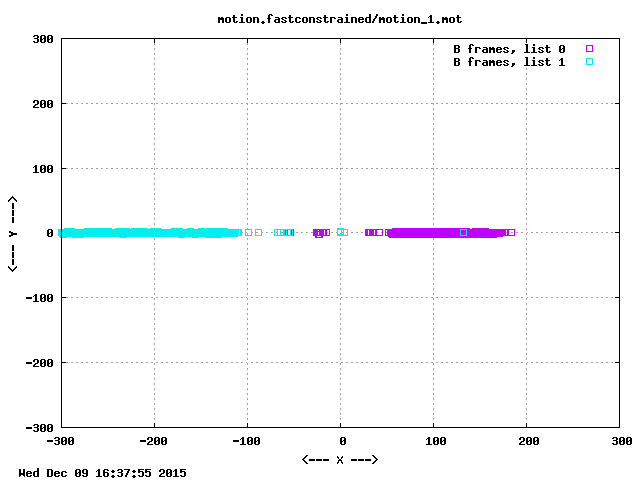 motion.fastconstrained/motion_1.mot
B frames, list 0
B frames, list 1
300
200
100
0
-100
-200
-300
<--- Y --->
-300 -200 -100 0 100 200 300
<--- X --->
Wed Dec 09 16:37:55 2015